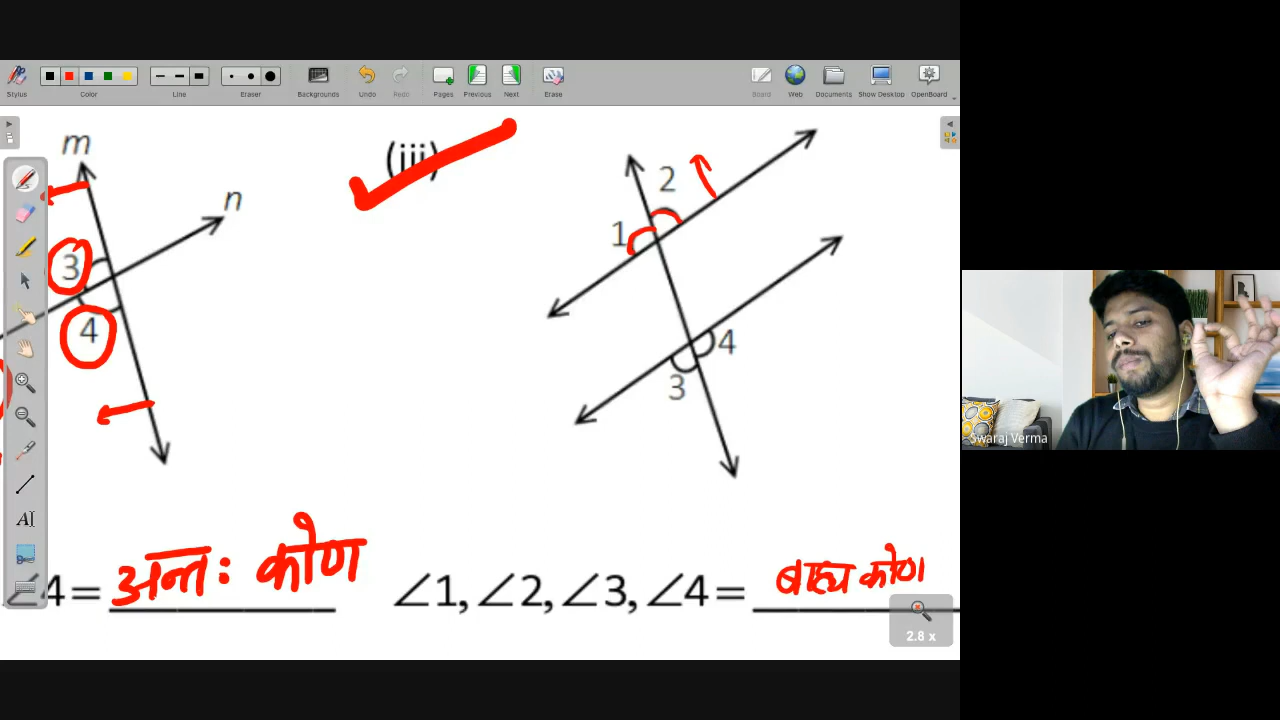 Stylus
Color
Line
Eraser
Backgrounds
Undo
Redo
Pages
Previous
Next
Erase
Board
Web
Documents
Show Desktop
OpenBoard
m
n
3
4
(iii)
2
1
4
3
∠4 = अन्तः कोण
∠1, ∠2, ∠3, ∠4 = बाह्य कोण
2.8 x
Swaraj Verma